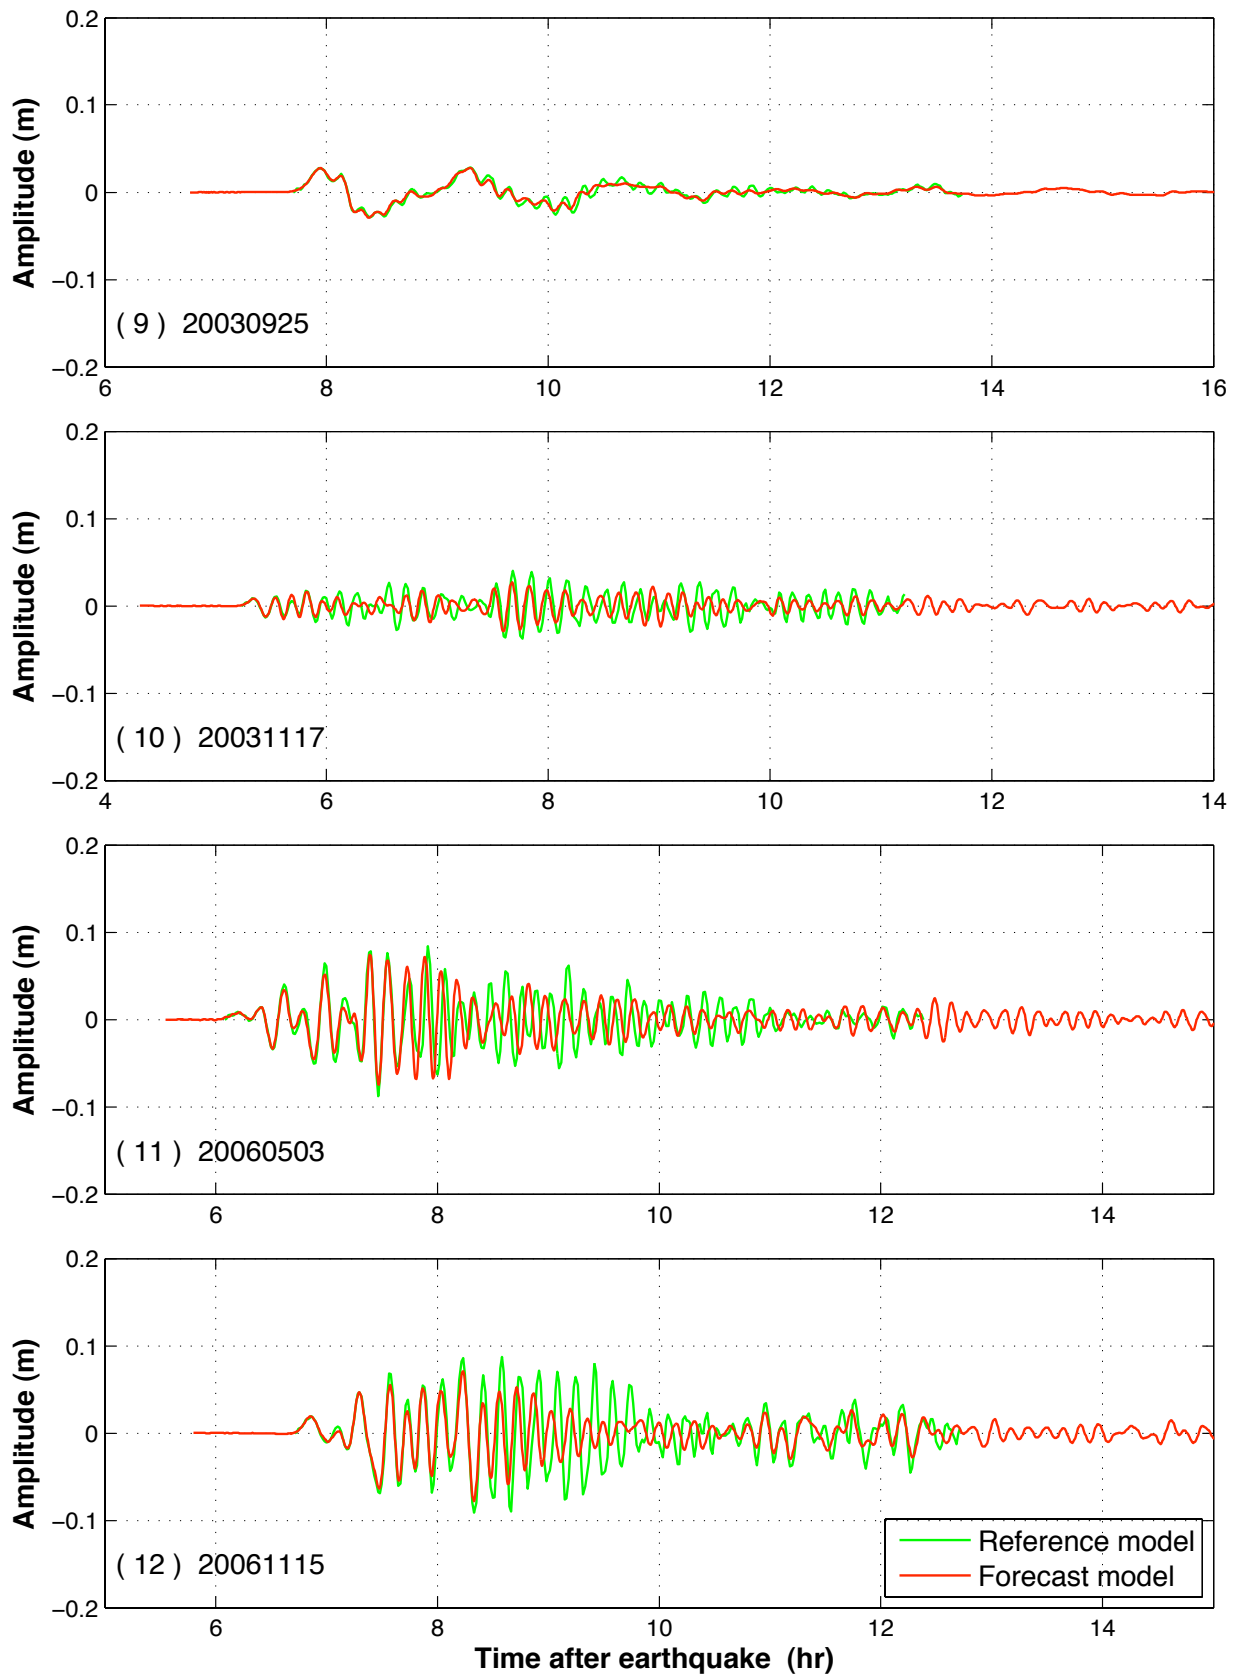 0.2
0.1
0
−0.1
−0.2
Amplitude (m)
( 9 ) 20030925
6 8 10 12 14 16
0.2
0.1
0
−0.1
−0.2
Amplitude (m)
( 10 ) 20031117
4 6 8 10 12 14
0.2
0.1
0
−0.1
−0.2
Amplitude (m)
( 11 ) 20060503
6 8 10 12 14
0.2
0.1
0
−0.1
−0.2
Amplitude (m)
( 12 ) 20061115
Reference model
Forecast model
6 8 10 12 14
Time after earthquake (hr)